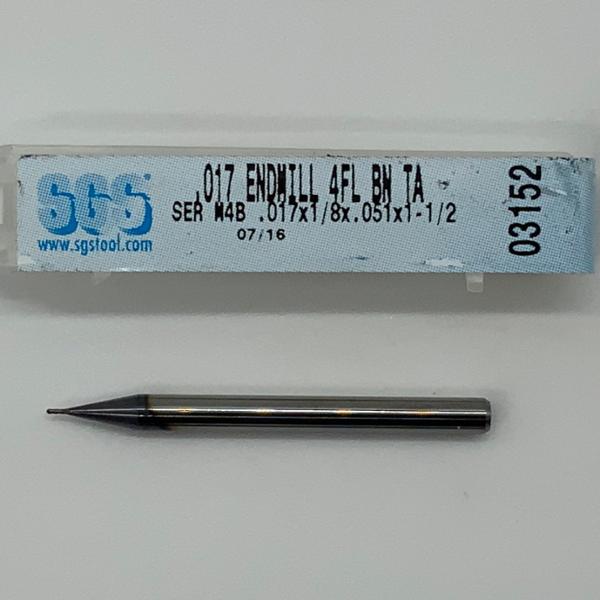 SGS
www.sgstool.com
.017 ENDMILL 4FL BN TA
SER M4B .017x1/8x.051x1-1/2
07/16
03152